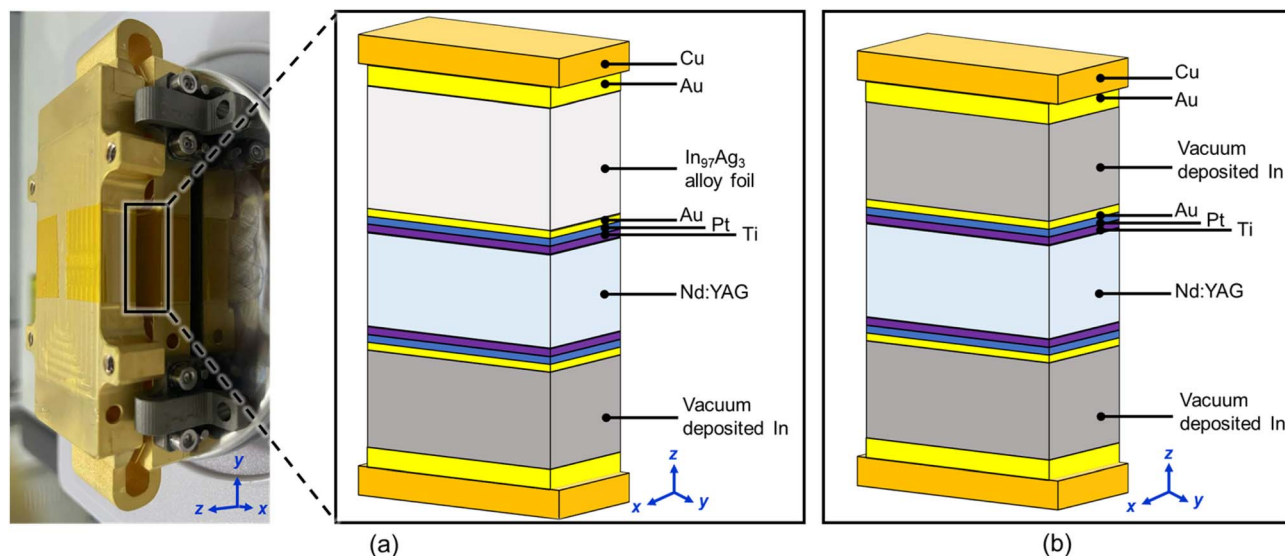 Cu
Au
In₉₇Ag₃
alloy foil
Au
Pt
Ti
Nd:YAG
Vacuum
deposited In
y
z
x
z
x
y
(a)
Cu
Au
Vacuum
deposited In
Au
Pt
Ti
Nd:YAG
Vacuum
deposited In
z
x
y
(b)